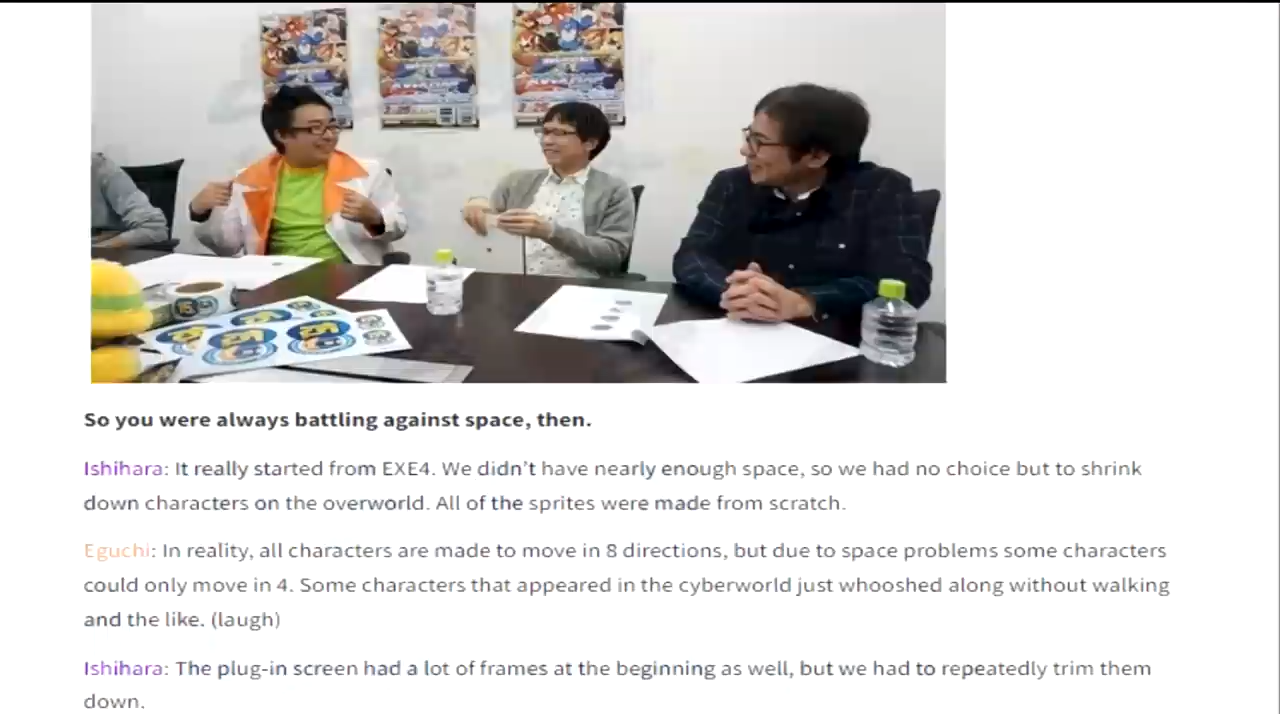 So you were always battling against space, then.
Ishihara: It really started from EXE4. We didn't have nearly enough space, so we had no choice but to shrink
down characters on the overworld. All of the sprites were made from scratch.
Eguchi: In reality, all characters are made to move in 8 directions, but due to space problems some characters
could only move in 4. Some characters that appeared in the cyberworld just whooshed along without walking
and the like. (laugh)
Ishihara: The plug-in screen had a lot of frames at the beginning as well, but we had to repeatedly trim them
down.